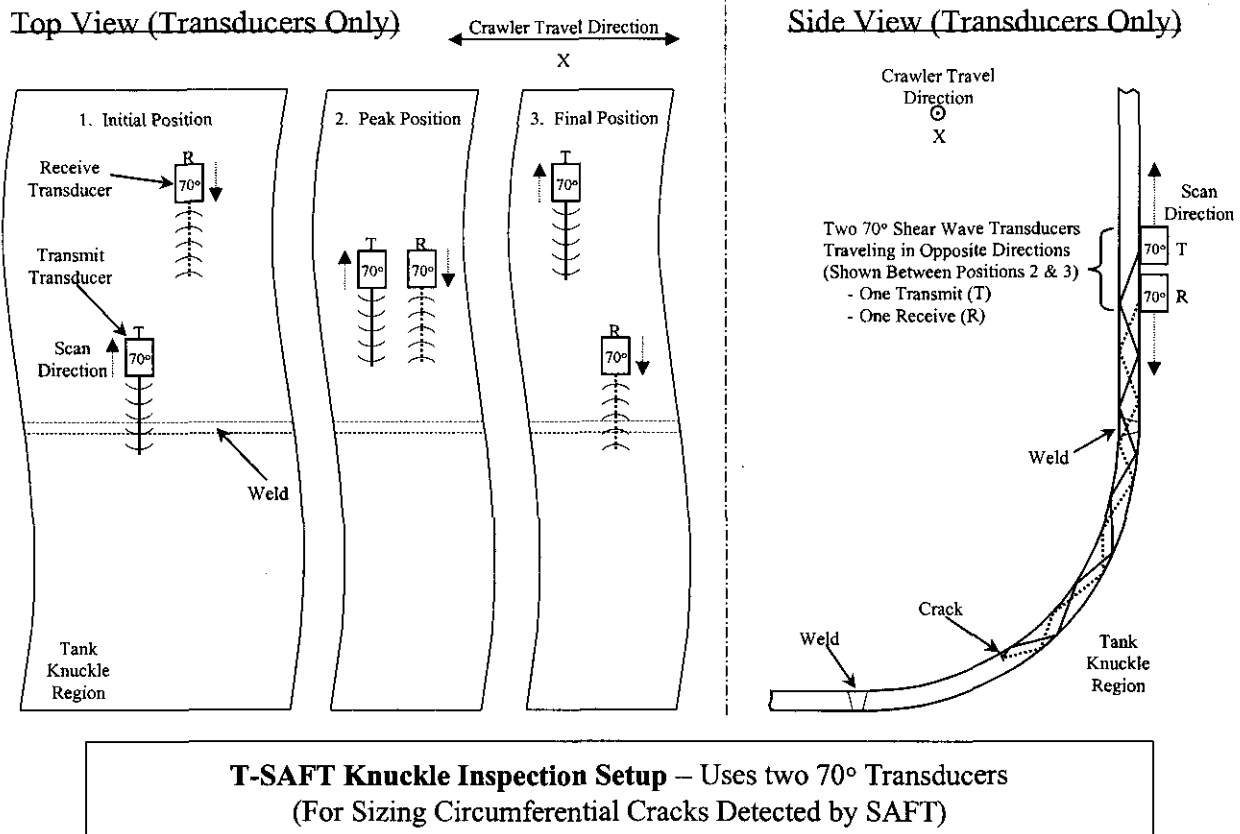 Top View (Transducers Only)
Crawler Travel Direction
X
1. Initial Position
R
70°
Receive
Transducer
Transmit
Transducer
T
70°
Scan
Direction
Weld
Tank
Knuckle
Region
2. Peak Position
T
R
70°
70°
3. Final Position
T
70°
R
70°
Side View (Transducers Only)
Crawler Travel
Direction
X
Scan
Direction
Two 70° Shear Wave Transducers
Traveling in Opposite Directions
(Shown Between Positions 2 & 3)
- One Transmit (T)
- One Receive (R)
70° T
70° R
Weld
Crack
Weld
Tank
Knuckle
Region
T-SAFT Knuckle Inspection Setup – Uses two 70° Transducers
(For Sizing Circumferential Cracks Detected by SAFT)